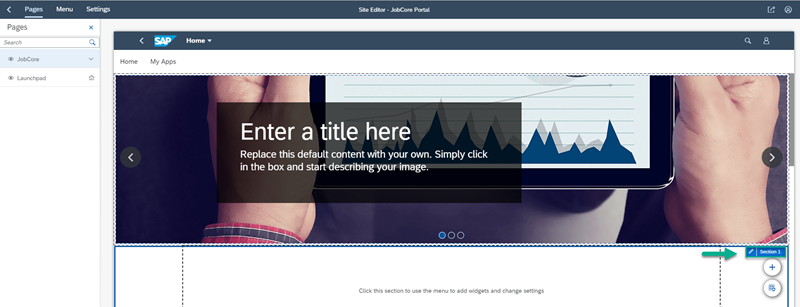 Pages Menu Settings Site Editor - JobCore Portal
Pages
Search
JobCore
Launchpad
SAP Home
Home My Apps
Enter a title here
Replace this default content with your own. Simply click
in the box and start describing your image.
Section 1
Click this section to use the menu to add widgets and change settings